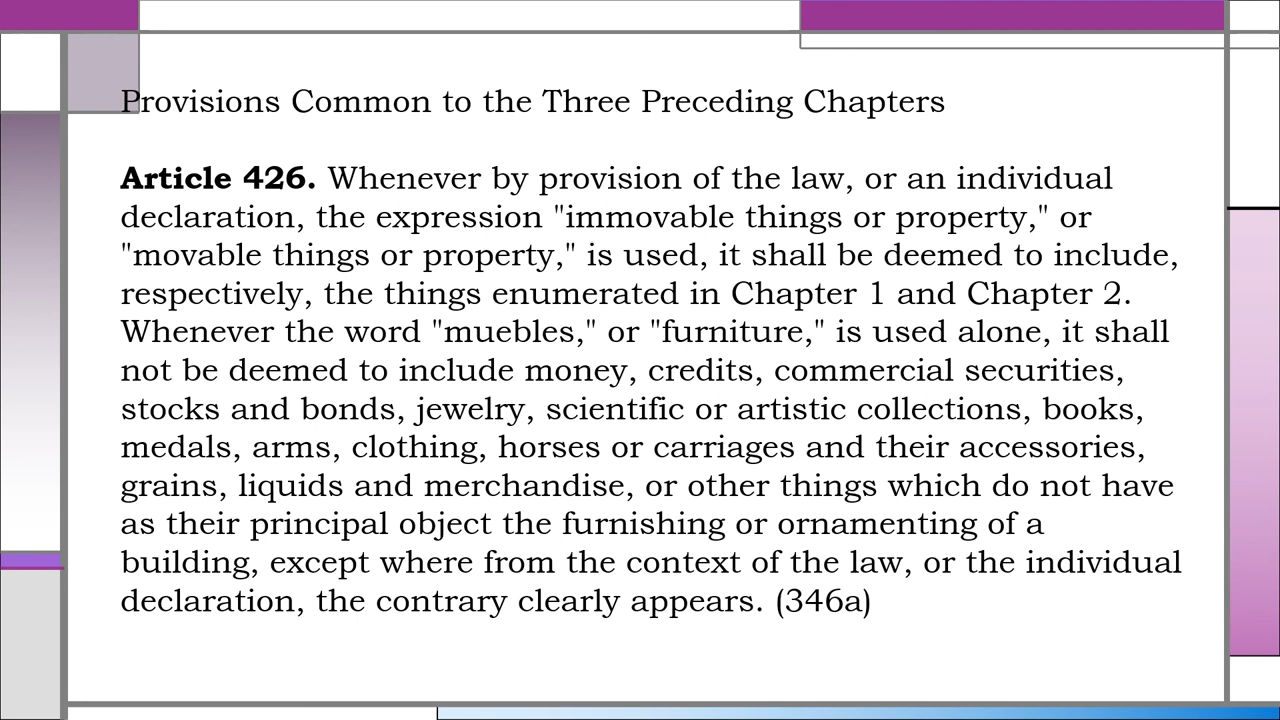 Provisions Common to the Three Preceding Chapters
Article 426. Whenever by provision of the law, or an individual
declaration, the expression "immovable things or property," or
"movable things or property," is used, it shall be deemed to include,
respectively, the things enumerated in Chapter 1 and Chapter 2.
Whenever the word "muebles," or "furniture," is used alone, it shall
not be deemed to include money, credits, commercial securities,
stocks and bonds, jewelry, scientific or artistic collections, books,
medals, arms, clothing, horses or carriages and their accessories,
grains, liquids and merchandise, or other things which do not have
as their principal object the furnishing or ornamenting of a
building, except where from the context of the law, or the individual
declaration, the contrary clearly appears. (346a)